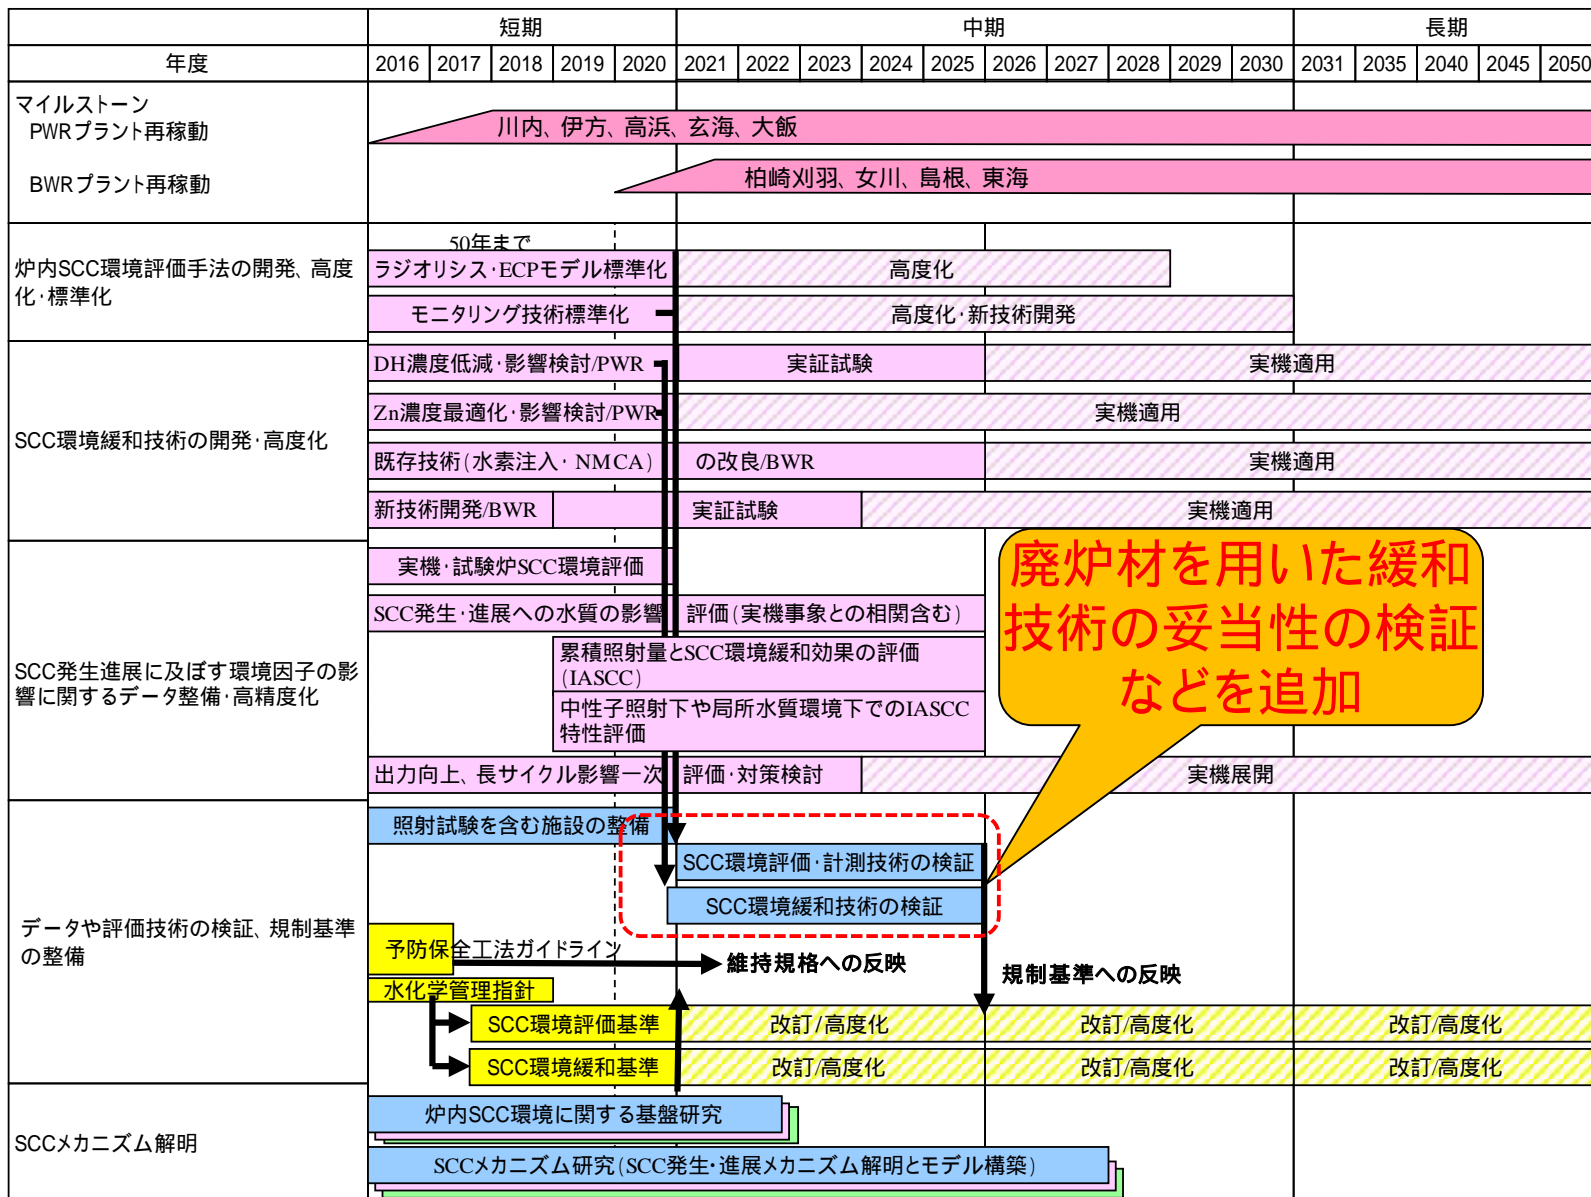 短期 中期 長期
年度 2016 2017 2018 2019 2020 2021 2022 2023 2024 2025 2026 2027 2028 2029 2030 2031 2035 2040 2045 2050
マイルストーン
PWRプラント再稼動
川内、伊方、高浜、玄海、大飯
BWRプラント再稼動
柏崎刈羽、女川、島根、東海
炉内SCC環境評価手法の開発、高度
化・標準化
50年まで
ラジオリシス・ECPモデル標準化 高度化
モニタリング技術標準化 高度化・新技術開発
SCC環境緩和技術の開発・高度化
DH濃度低減・影響検討/PWR 実証試験 実機適用
Zn濃度最適化・影響検討/PWR 実機適用
既存技術(水素注入・NMCA) の改良/BWR 実機適用
新技術開発/BWR 実証試験 実機適用
SCC発生進展に及ぼす環境因子の影
響に関するデータ整備・高精度化
実機・試験炉SCC環境評価
SCC発生・進展への水質の影響 評価(実機事象との相関含む)
累積照射量とSCC環境緩和効果の評価
(IASCC)
中性子照射下や局所水質環境下でのIASCC
特性評価
出力向上、長サイクル影響一次 評価・対策検討 実機展開
廃炉材を用いた緩和
技術の妥当性の検証
などを追加
データや評価技術の検証、規制基準
の整備
照射試験を含む施設の整備
SCC環境評価・計測技術の検証
SCC環境緩和技術の検証
予防保全工法ガイドライン
維持規格への反映
規制基準への反映
水化学管理指針
SCC環境評価基準 改訂/高度化 改訂/高度化 改訂/高度化
SCC環境緩和基準 改訂/高度化 改訂/高度化 改訂/高度化
SCCメカニズム解明
炉内SCC環境に関する基盤研究
SCCメカニズム研究(SCC発生・進展メカニズム解明とモデル構築)